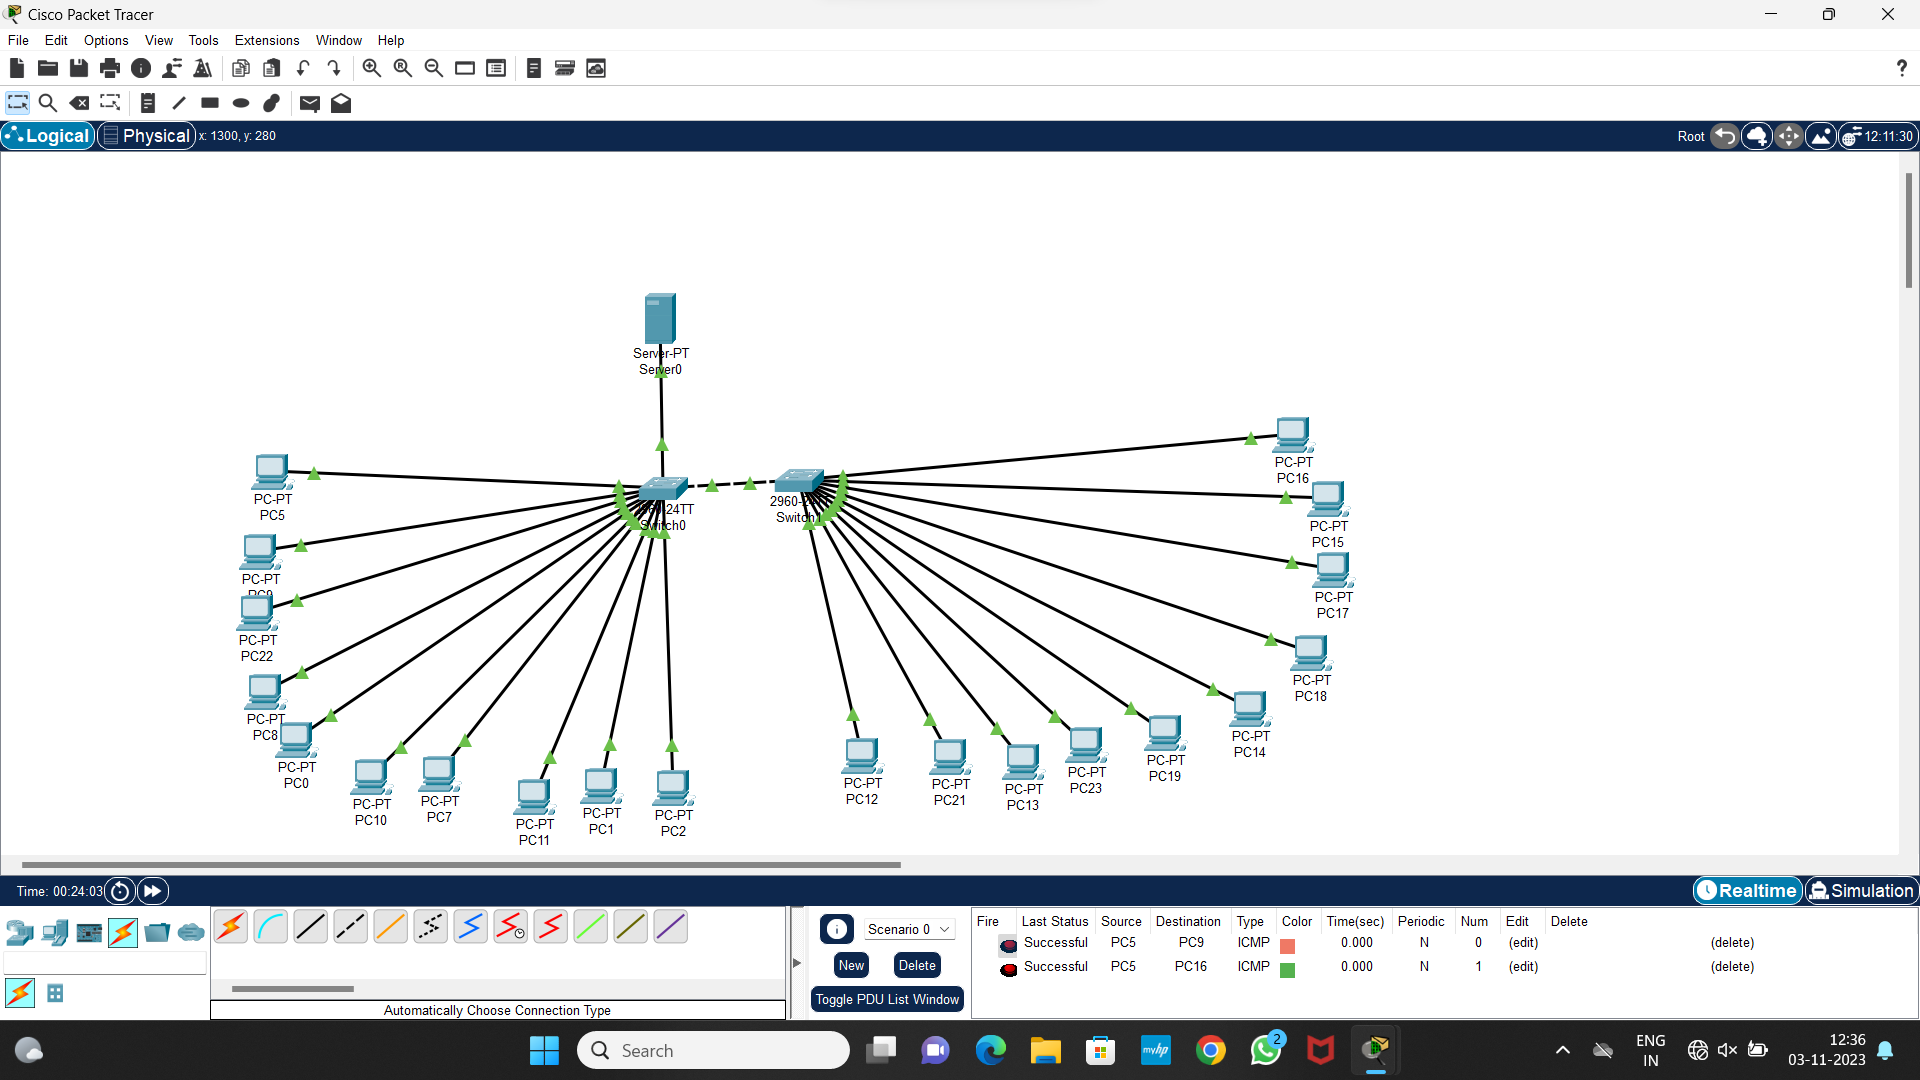 Cisco Packet Tracer
File Edit Options View Tools Extensions Window Help
Logical Physical x: 1300, y: 280 Root 12:11:30
Server-PT
Server0
PC-PT
PC16
PC-PT
PC5
24TT
Switch0
2960-2
Switch1
PC-PT
PC15
PC-PT
PC9
PC-PT
PC17
PC-PT
PC22
PC-PT
PC18
PC-PT
PC8
PC-PT
PC0
PC-PT
PC10
PC-PT
PC7
PC-PT
PC11
PC-PT
PC1
PC-PT
PC2
PC-PT
PC12
PC-PT
PC21
PC-PT
PC13
PC-PT
PC23
PC-PT
PC19
PC-PT
PC14
Time: 00:24:03 Realtime Simulation
Automatically Choose Connection Type
Scenario 0
New Delete
Toggle PDU List Window
Fire Last Status Source Destination Type Color Time(sec) Periodic Num Edit Delete
Successful PC5 PC9 ICMP 0.000 N 0 (edit) (delete)
Successful PC5 PC16 ICMP 0.000 N 1 (edit) (delete)
Search
myhp
2
ENG
IN
12:36
03-11-2023